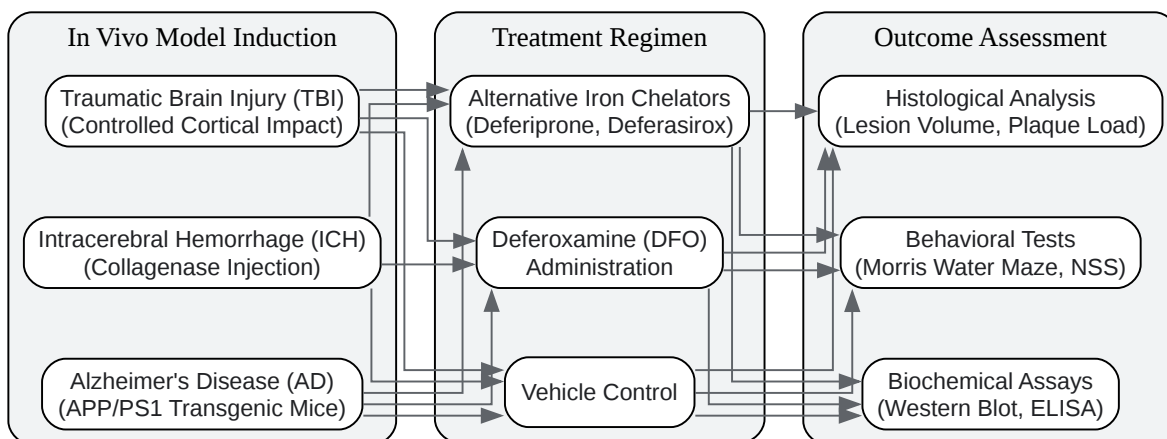 In Vivo Model Induction
Traumatic Brain Injury (TBI)
(Controlled Cortical Impact)
Intracerebral Hemorrhage (ICH)
(Collagenase Injection)
Alzheimer's Disease (AD)
(APP/PS1 Transgenic Mice)
Treatment Regimen
Alternative Iron Chelators
(Deferiprone, Deferasirox)
Deferoxamine (DFO)
Administration
Vehicle Control
Outcome Assessment
Histological Analysis
(Lesion Volume, Plaque Load)
Behavioral Tests
(Morris Water Maze, NSS)
Biochemical Assays
(Western Blot, ELISA)